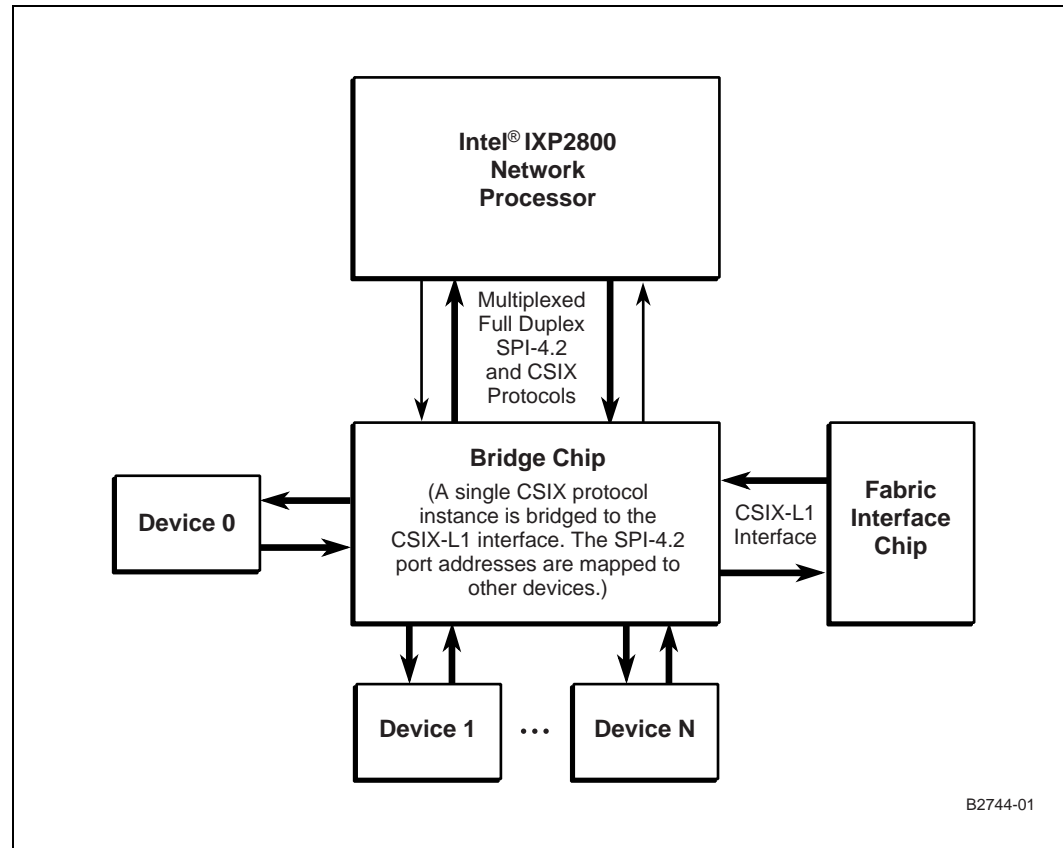 Intel® IXP2800
Network
Processor
Multiplexed
Full Duplex
SPI-4.2
and CSIX
Protocols
Bridge Chip
(A single CSIX protocol
instance is bridged to the
CSIX-L1 interface. The SPI-4.2
port addresses are mapped to
other devices.)
Device 0
CSIX-L1
Interface
Fabric
Interface
Chip
Device 1
...
Device N
B2744-01